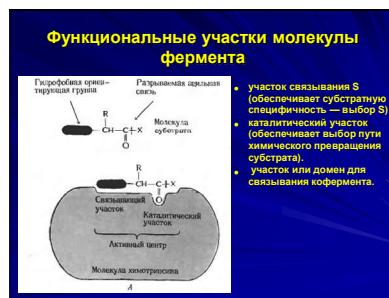 Функциональные участки молекулы
фермента
Гидрофобная ориен-
тирующая группа
Разрываемая ацильная
связь
R
CH—C+X
O
Молекула
субстрата
R
CH—C+X
O
Связывающий
участок
Каталитический
участок
Активный центр
Молекула химотрипсина
А
участок связывания S
(обеспечивает субстратную
специфичность — выбор S)
каталитический участок
(обеспечивает выбор пути
химического превращения
субстрата).
участок или домен для
связывания кофермента.